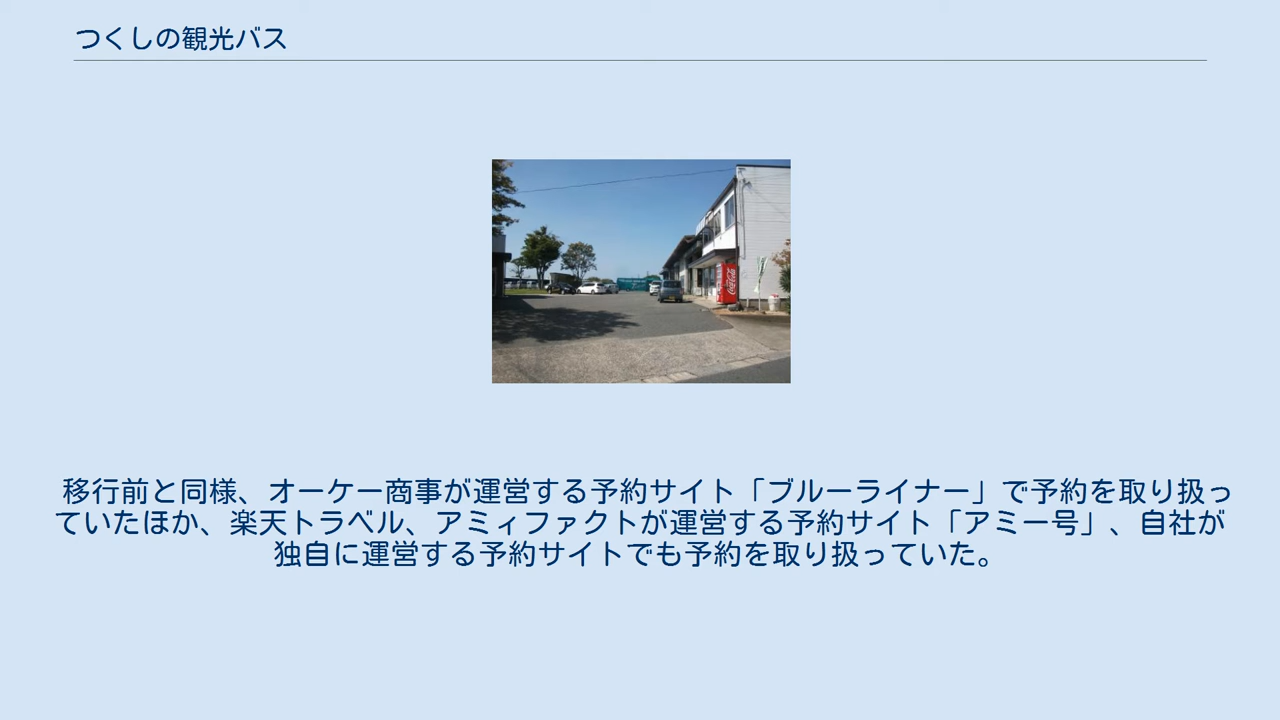 つくしの観光バス
Coca-Cola
移行前と同様、オーケー商事が運営する予約サイト「ブルーライナー」で予約を取り扱っ
ていたほか、楽天トラベル、アミィファクトが運営する予約サイト「アミー号」、自社が
独自に運営する予約サイトでも予約を取り扱っていた。